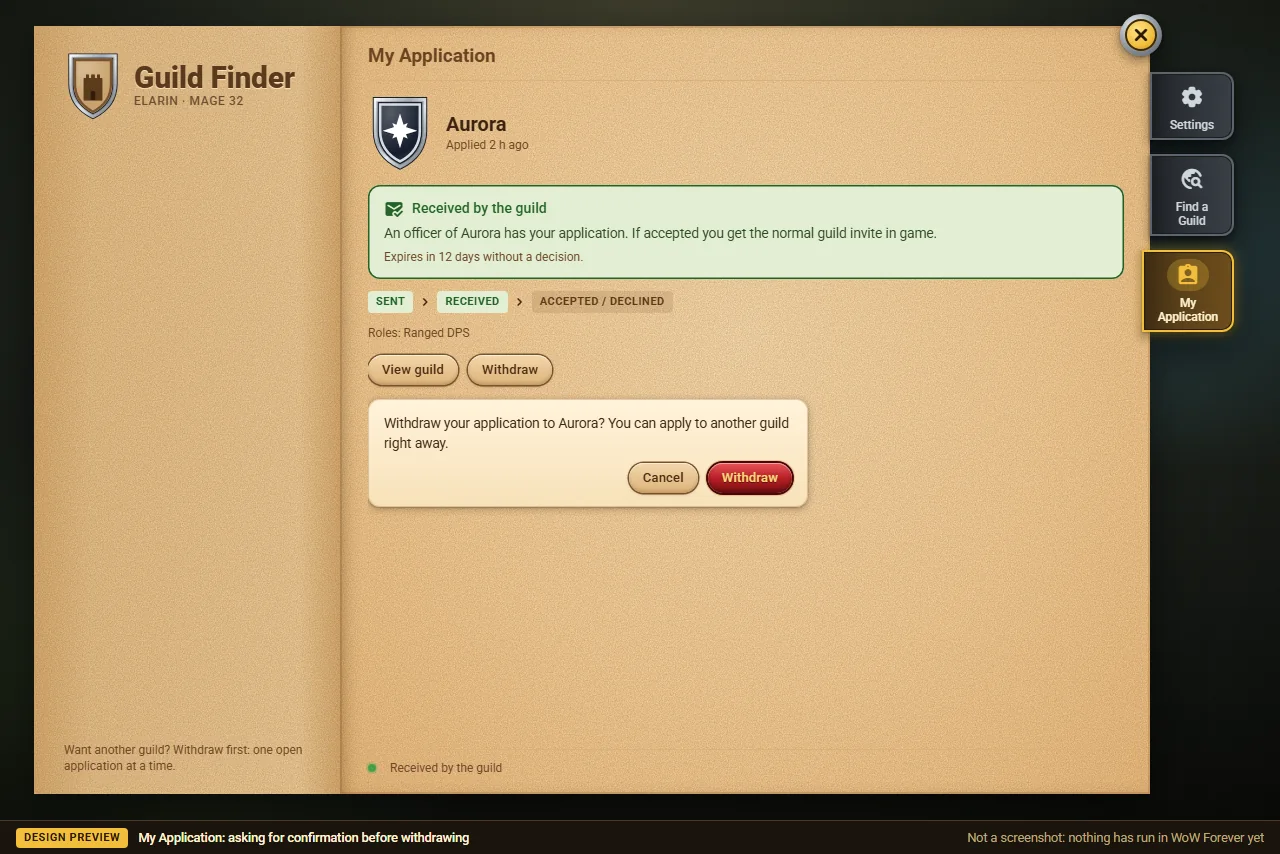 Guild Finder
ELARIN · MAGE 32
Want another guild? Withdraw first: one open
application at a time.
My Application
Aurora
Applied 2 h ago
Received by the guild
An officer of Aurora has your application. If accepted you get the normal guild invite in game.
Expires in 12 days without a decision.
SENT > RECEIVED > ACCEPTED / DECLINED
Roles: Ranged DPS
View guild Withdraw
Withdraw your application to Aurora? You can apply to another guild
right away.
Cancel Withdraw
Received by the guild
Settings
Find a
Guild
My
Application
DESIGN PREVIEW My Application: asking for confirmation before withdrawing
Not a screenshot: nothing has run in WoW Forever yet